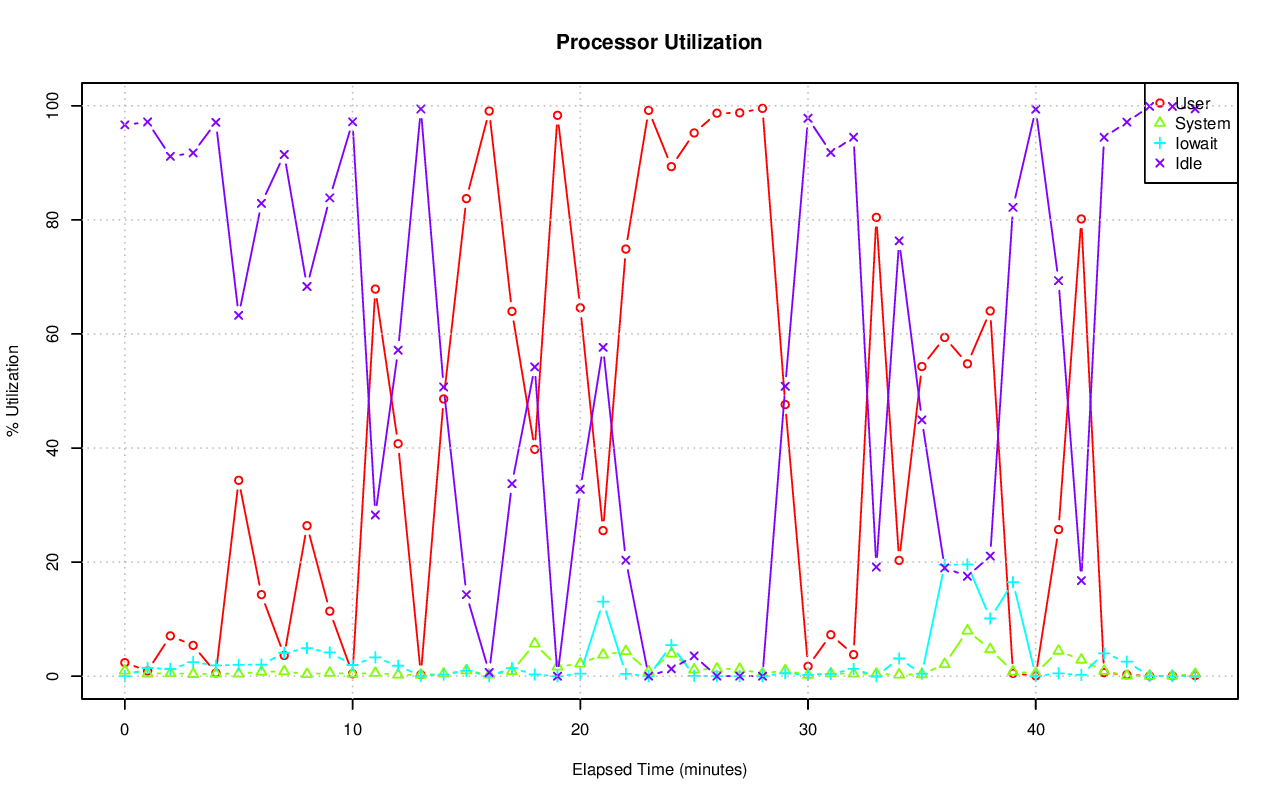 Processor Utilization
% Utilization
100
80
60
40
20
0
User
System
Iowait
Idle
0 10 20 30 40
Elapsed Time (minutes)